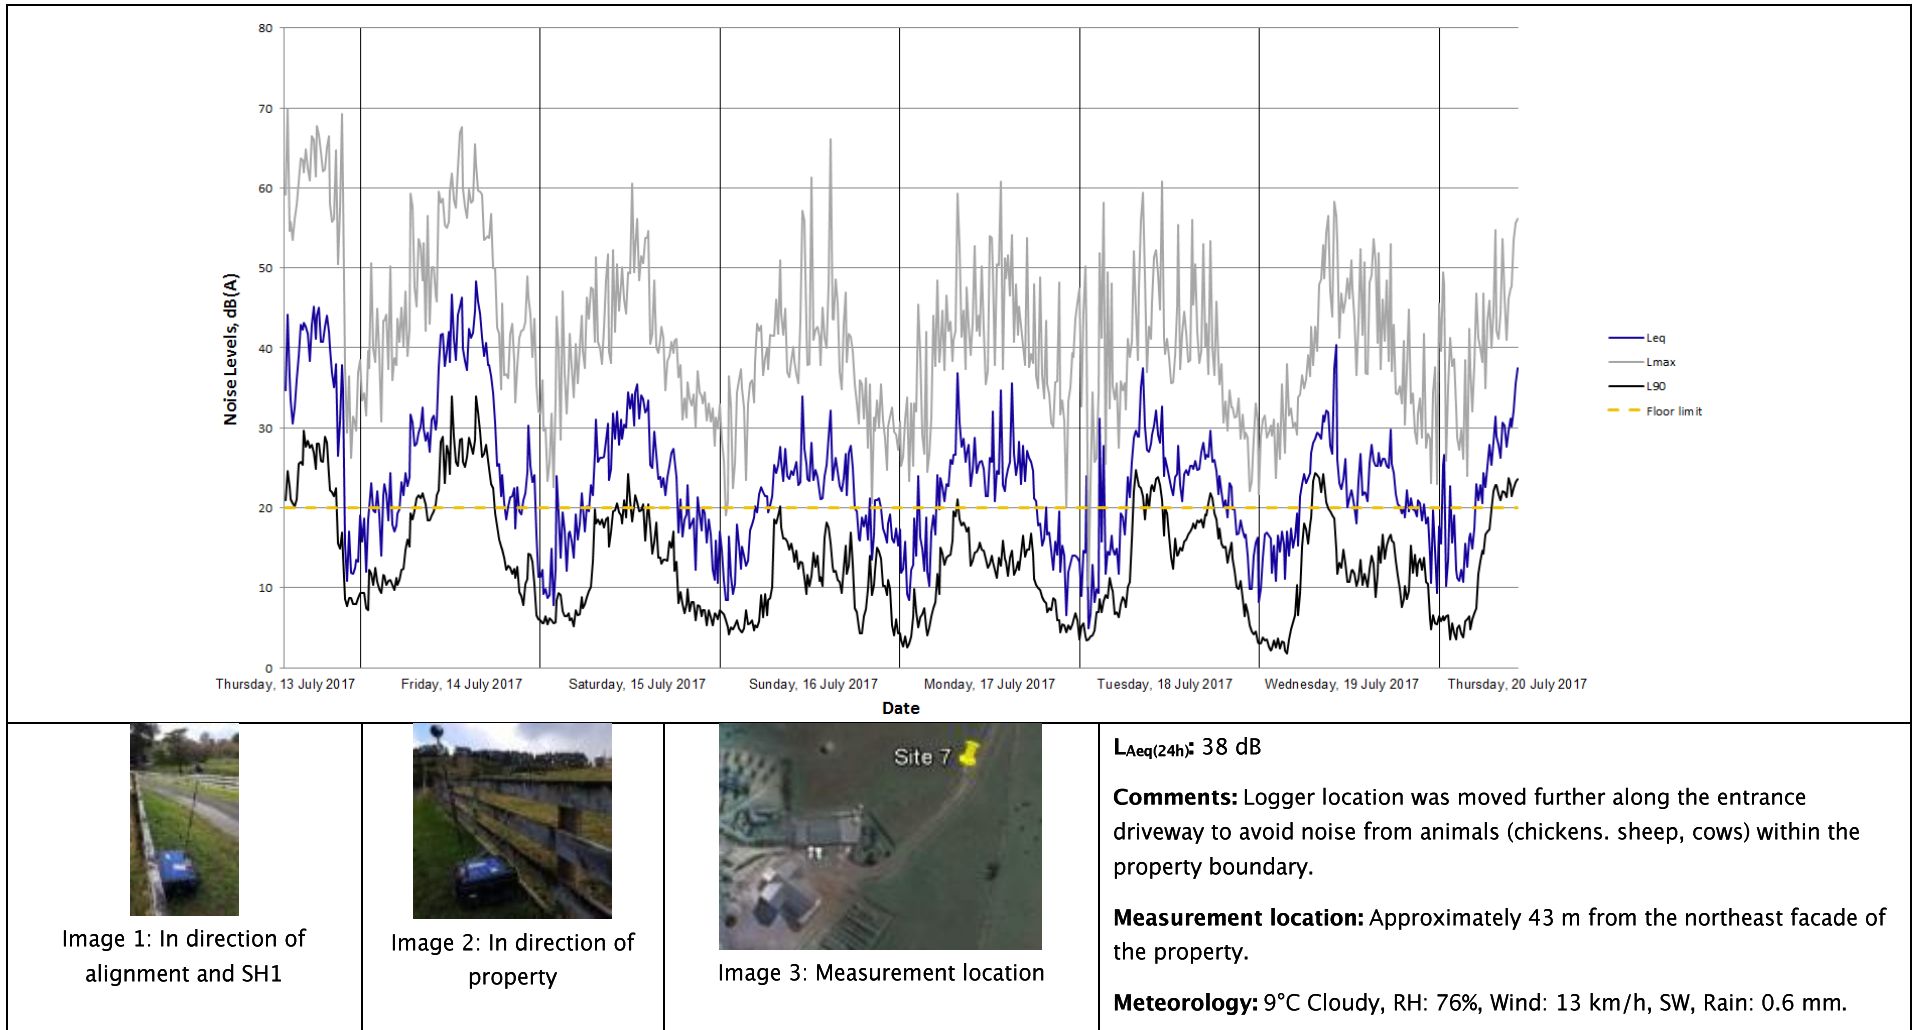 80
70
60
50
40
30
20
10
0
Noise Levels, dB(A)
Thursday, 13 July 2017
Friday, 14 July 2017
Saturday, 15 July 2017
Sunday, 16 July 2017
Monday, 17 July 2017
Tuesday, 18 July 2017
Wednesday, 19 July 2017
Thursday, 20 July 2017
Date
Leq
Lmax
L90
Floor limit
Image 1: In direction of
alignment and SH1
Image 2: In direction of
property
Site 7
Image 3: Measurement location
LAeq(24h): 38 dB
Comments: Logger location was moved further along the entrance
driveway to avoid noise from animals (chickens. sheep, cows) within the
property boundary.
Measurement location: Approximately 43 m from the northeast facade of
the property.
Meteorology: 9°C Cloudy, RH: 76%, Wind: 13 km/h, SW, Rain: 0.6 mm.